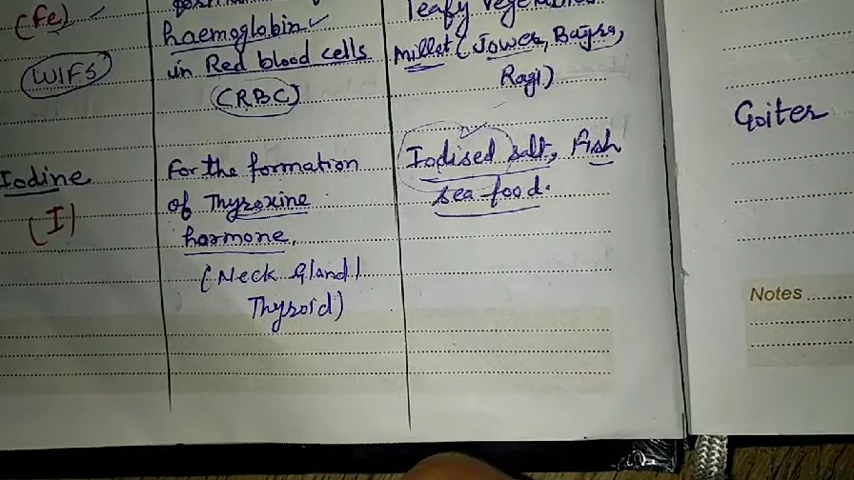 (Fe)
(WIFS)
haemoglobin
in Red blood cells
(RBC)
leafy vegetables
Millet (Jower, Bajra,
Ragi)
Iodine
(I)
For the formation
of Thyroxine
hormone.
(Neck Gland /
Thyroid)
Iodised salt, Fish
sea food.
Goiter
Notes